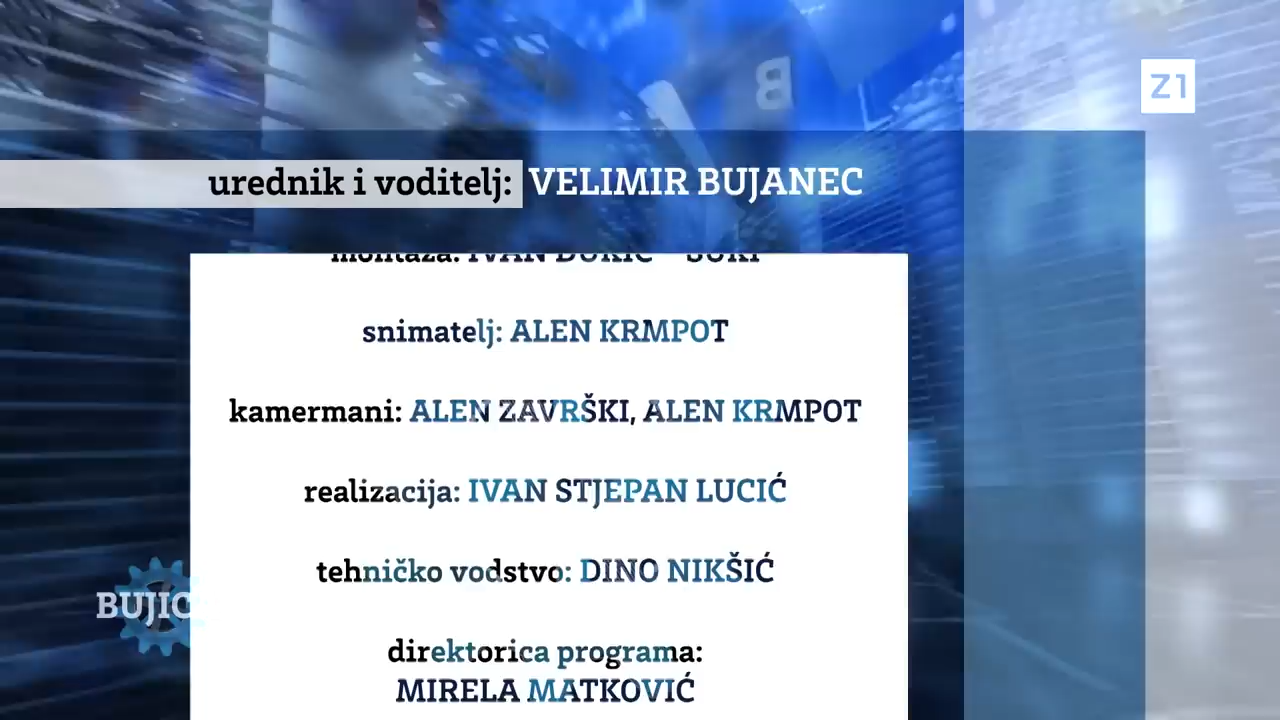 Z1
B
urednik i voditelj: VELIMIR BUJANEC
snimatelj: ALEN KRMPOT
kamermani: ALEN ZAVRŠKI, ALEN KRMPOT
realizacija: IVAN STJEPAN LUCIĆ
tehničko vodstvo: DINO NIKŠIĆ
BUJIC
direktorica programa:
MIRELA MATKOVIĆ